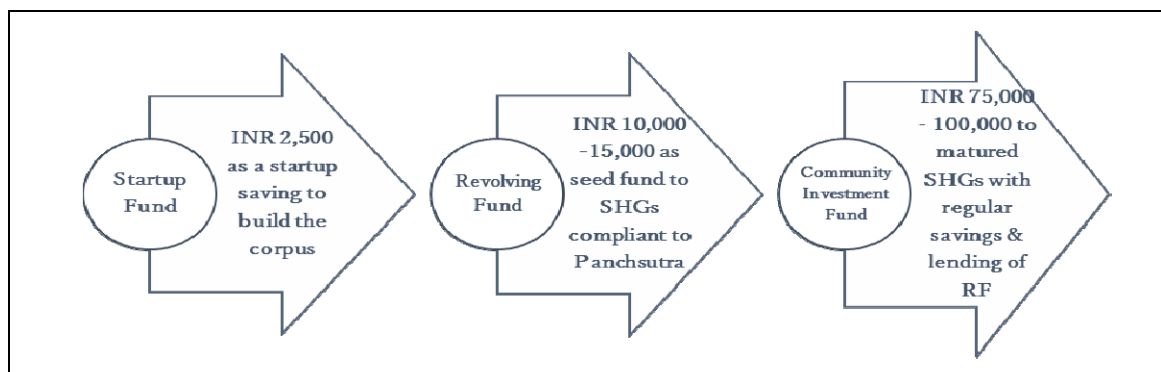 Startup
Fund
INR 2,500
as a startup
saving to
build the
corpus
Revolving
Fund
INR 10,000
-15,000 as
seed fund to
SHGs
compliant to
Panchsutra
Community
Investment
Fund
INR 75,000
- 100,000 to
matured
SHGs with
regular
savings &
lending of
RF